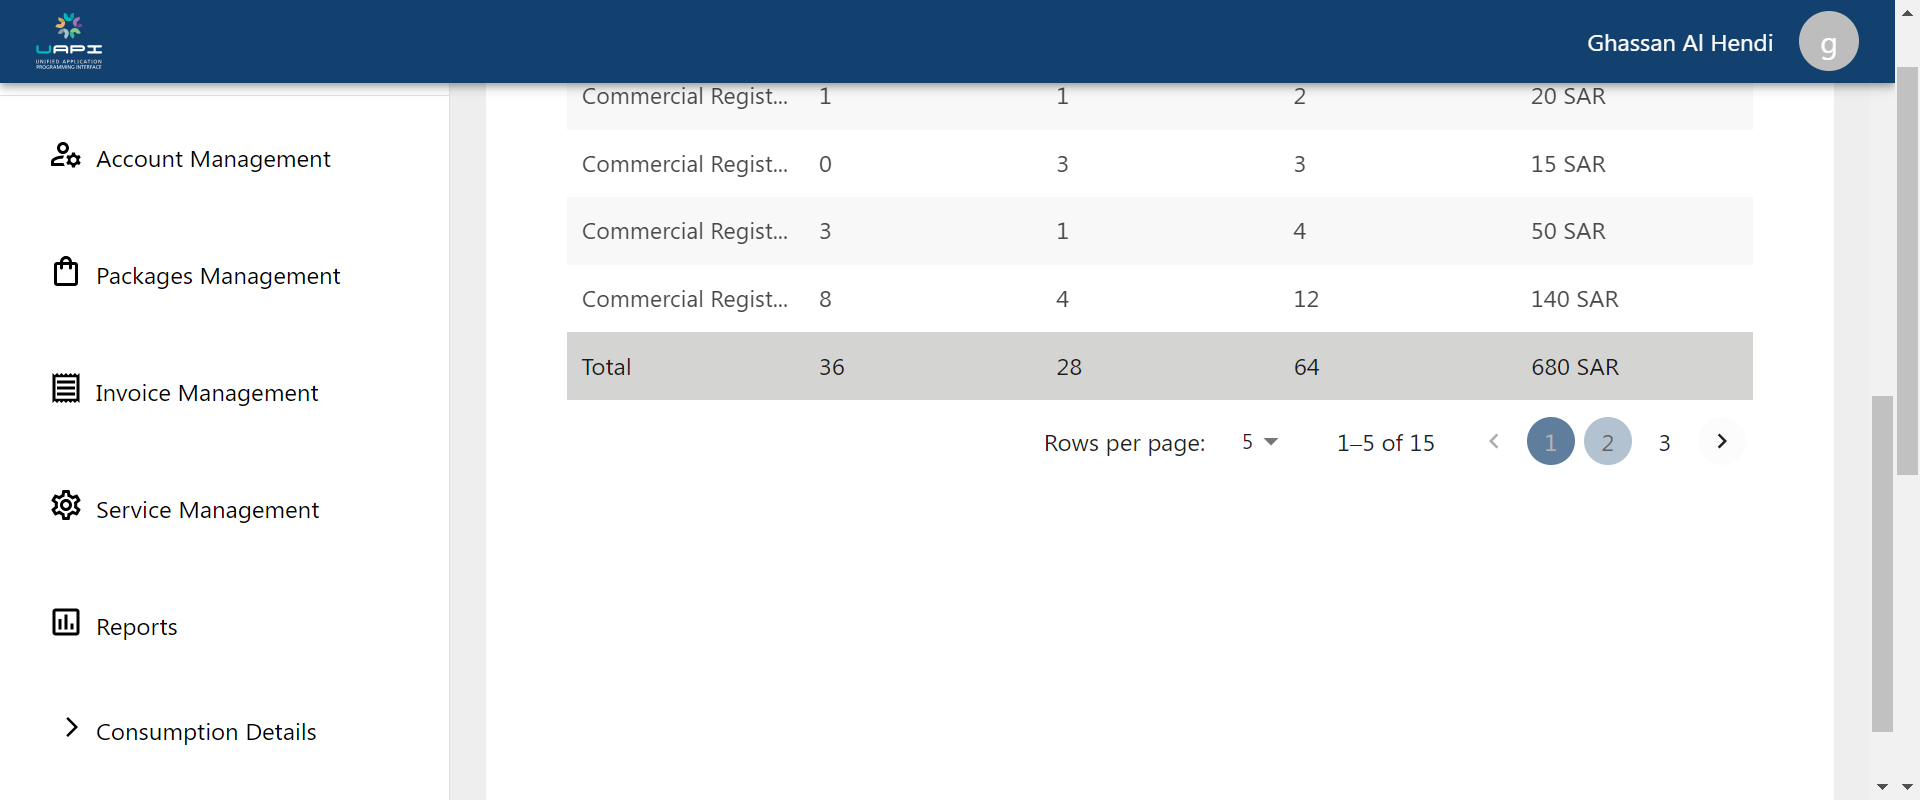 UAPI
UNIFIED APPLICATION
PROGRAMMING INTERFACE
Ghassan Al Hendi
g
Account Management
Packages Management
Invoice Management
Service Management
Reports
Consumption Details
Commercial Regist... 1 1 2 20 SAR
Commercial Regist... 0 3 3 15 SAR
Commercial Regist... 3 1 4 50 SAR
Commercial Regist... 8 4 12 140 SAR
Total 36 28 64 680 SAR
Rows per page: 5 1–5 of 15 1 2 3